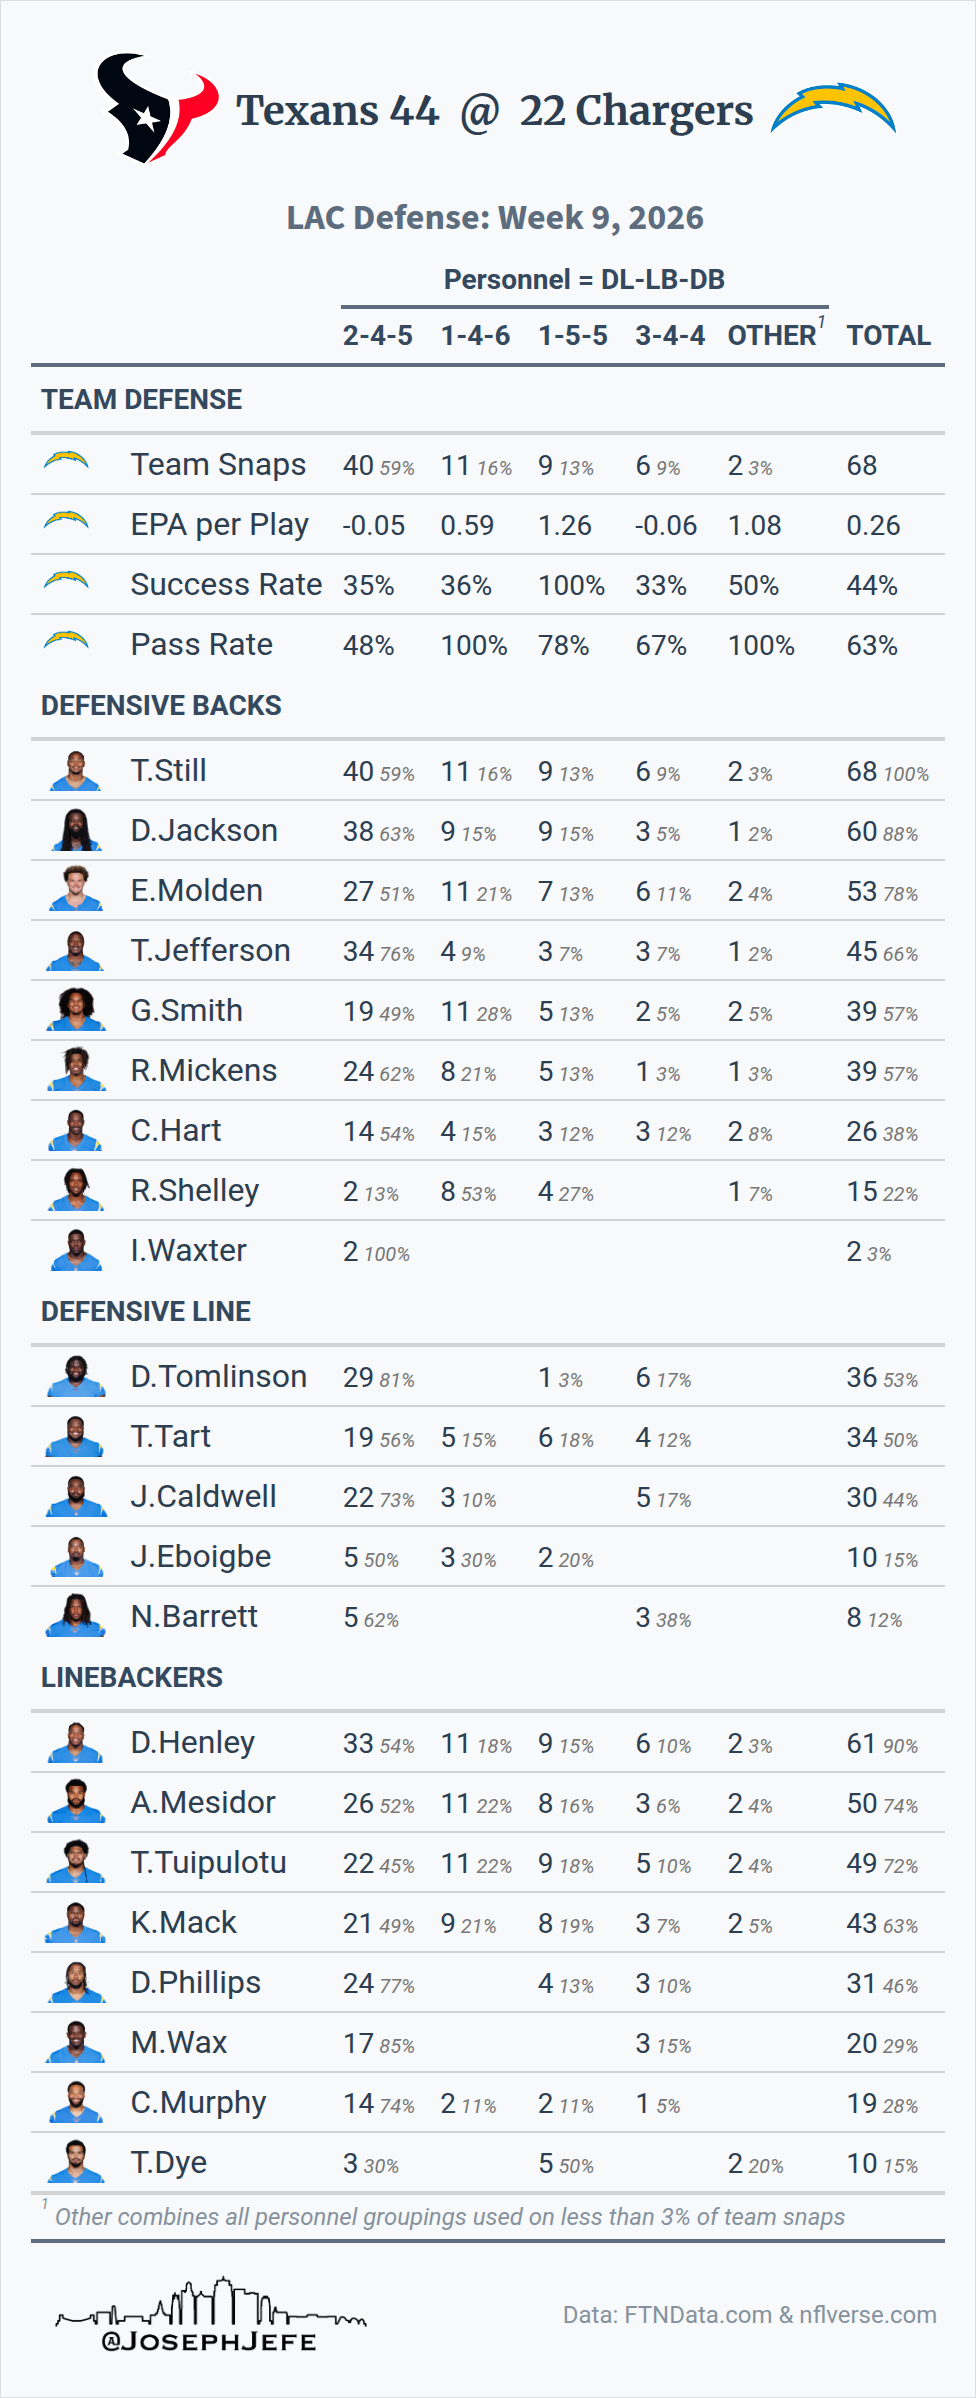 Texans 44 @ 22 Chargers
LAC Defense: Week 9, 2026
Personnel = DL-LB-DB
2-4-5 1-4-6 1-5-5 3-4-4 OTHER1 TOTAL
TEAM DEFENSE
Team Snaps 40 59% 11 16% 9 13% 6 9% 2 3% 68
EPA per Play -0.05 0.59 1.26 -0.06 1.08 0.26
Success Rate 35% 36% 100% 33% 50% 44%
Pass Rate 48% 100% 78% 67% 100% 63%
DEFENSIVE BACKS
T.Still 40 59% 11 16% 9 13% 6 9% 2 3% 68 100%
D.Jackson 38 63% 9 15% 9 15% 3 5% 1 2% 60 88%
E.Molden 27 51% 11 21% 7 13% 6 11% 2 4% 53 78%
T.Jefferson 34 76% 4 9% 3 7% 3 7% 1 2% 45 66%
G.Smith 19 49% 11 28% 5 13% 2 5% 2 5% 39 57%
R.Mickens 24 62% 8 21% 5 13% 1 3% 1 3% 39 57%
C.Hart 14 54% 4 15% 3 12% 3 12% 2 8% 26 38%
R.Shelley 2 13% 8 53% 4 27% 1 7% 15 22%
I.Waxter 2 100% 2 3%
DEFENSIVE LINE
D.Tomlinson 29 81% 1 3% 6 17% 36 53%
T.Tart 19 56% 5 15% 6 18% 4 12% 34 50%
J.Caldwell 22 73% 3 10% 5 17% 30 44%
J.Eboigbe 5 50% 3 30% 2 20% 10 15%
N.Barrett 5 62% 3 38% 8 12%
LINEBACKERS
D.Henley 33 54% 11 18% 9 15% 6 10% 2 3% 61 90%
A.Mesidor 26 52% 11 22% 8 16% 3 6% 2 4% 50 74%
T.Tuipulotu 22 45% 11 22% 9 18% 5 10% 2 4% 49 72%
K.Mack 21 49% 9 21% 8 19% 3 7% 2 5% 43 63%
D.Phillips 24 77% 4 13% 3 10% 31 46%
M.Wax 17 85% 3 15% 20 29%
C.Murphy 14 74% 2 11% 2 11% 1 5% 19 28%
T.Dye 3 30% 5 50% 2 20% 10 15%
1 Other combines all personnel groupings used on less than 3% of team snaps
@JOSEPHJEFE
Data: FTNData.com & nflverse.com